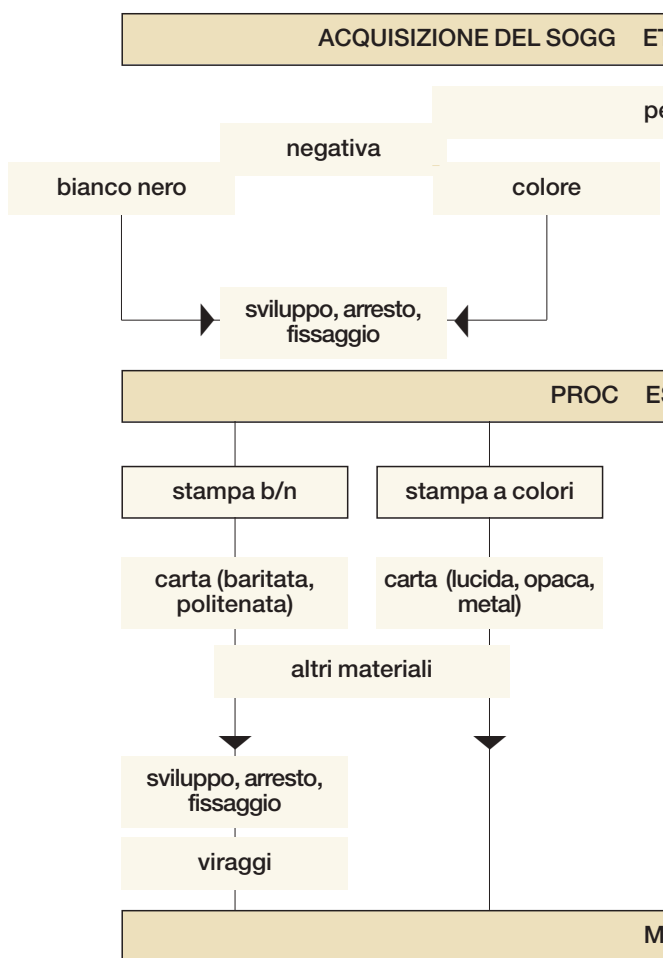 ACQUISIZIONE DEL SOGG ET
pe
negativa
bianco nero
colore
sviluppo, arresto,
fissaggio
PROC ES
stampa b/n
stampa a colori
carta (baritata,
politenata)
carta (lucida, opaca,
metal)
altri materiali
sviluppo, arresto,
fissaggio
viraggi
M